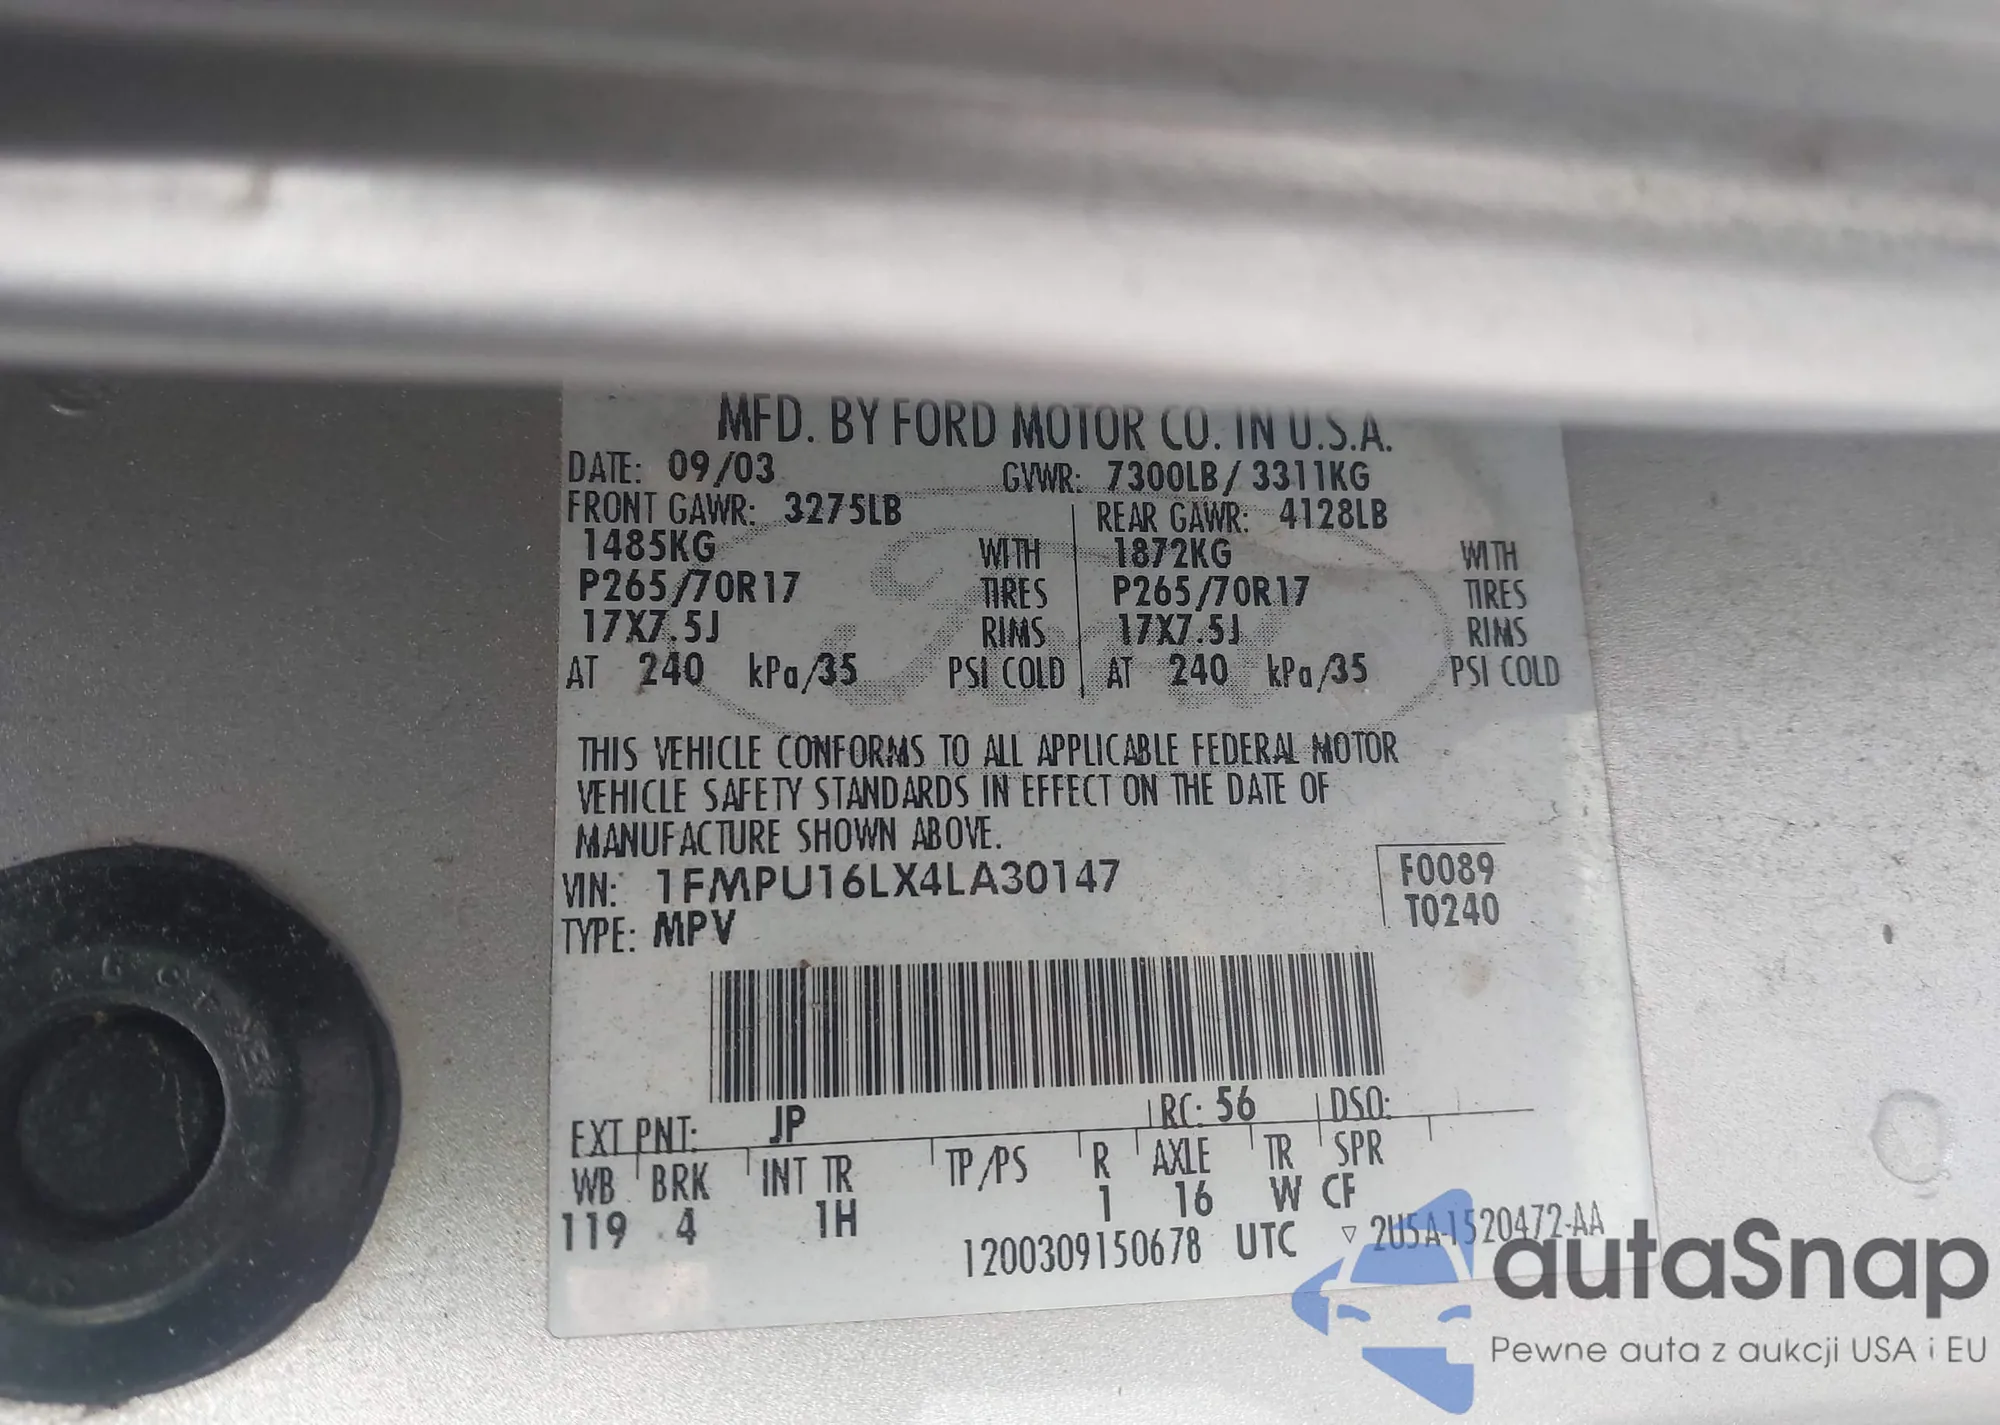 MFD. BY FORD MOTOR CO. IN U.S.A.
DATE: 09/03 GVWR: 7300LB/ 3311KG
FRONT GAWR: 3275LB REAR GAWR: 4128LB
1485KG WITH 1872KG WITH
P265/70R17 TIRES P265/70R17 TIRES
17X7.5J RIMS 17X7.5J RIMS
AT 240 kPa/35 PSI COLD AT 240 kPa/35 PSI COLD
THIS VEHICLE CONFORMS TO ALL APPLICABLE FEDERAL MOTOR
VEHICLE SAFETY STANDARDS IN EFFECT ON THE DATE OF
MANUFACTURE SHOWN ABOVE.
VIN: 1FMPU16LX4LA30147
TYPE: MPV
F0089
T0240
EXT PNT: JP RC: 56 DSO:
WB BRK INT TR TP/PS R AXLE TR SPR
119 4 1H 1 16 W CF
1200309150678 UTC ▽ 2U5A-1520472-AA
autaSnap
Pewne auta z aukcji USA i EU